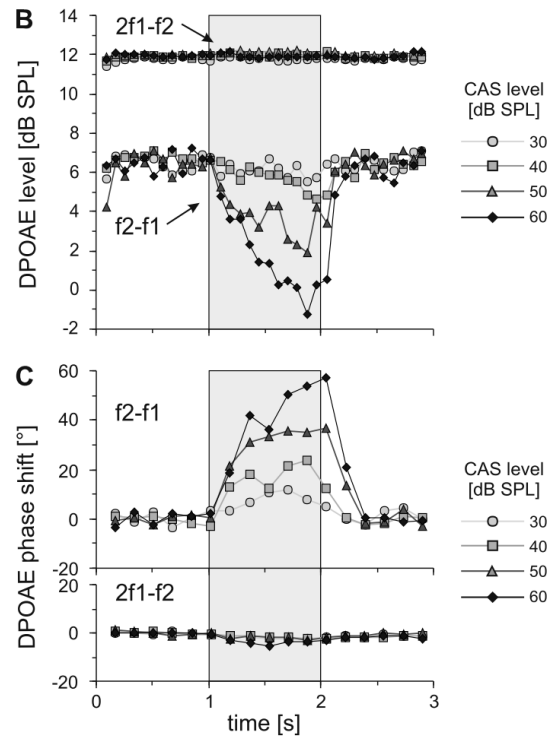 B
2f1-f2
14
12
10
8
6
4
2
0
-2
DPOAE level [dB SPL]
f2-f1
CAS level
[dB SPL]
30
40
50
60
C
f2-f1
60
40
20
0
-20
DPOAE phase shift [°]
CAS level
[dB SPL]
30
40
50
60
2f1-f2
20
0
-20
0 1 2 3
time [s]